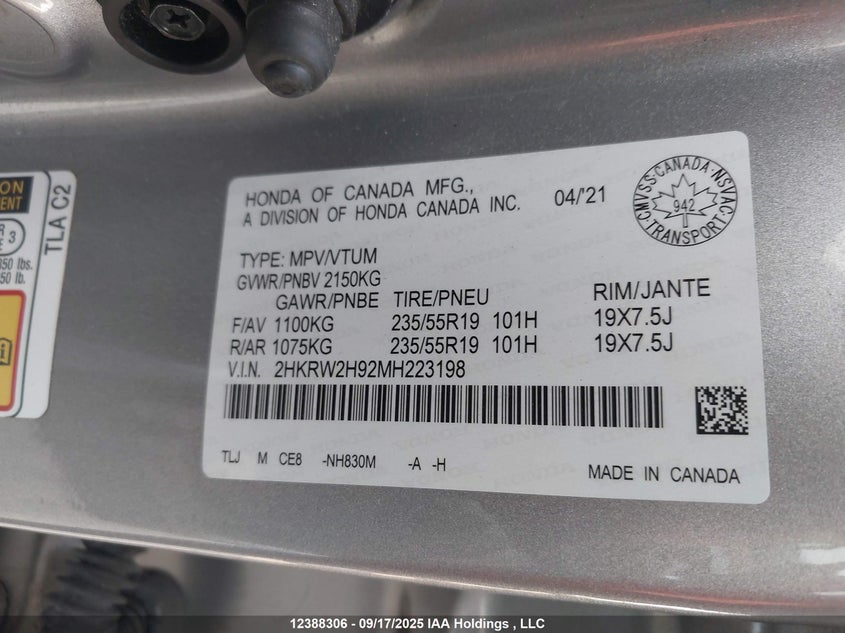 HONDA OF CANADA MFG.,
A DIVISION OF HONDA CANADA INC.
04/'21
CMVSS·CANADA·NSVAC·TRANSPORT
942
TYPE: MPV/VTUM
GVWR/PNBV 2150KG
GAWR/PNBE TIRE/PNEU RIM/JANTE
F/AV 1100KG 235/55R19 101H 19X7.5J
R/AR 1075KG 235/55R19 101H 19X7.5J
V.I.N. 2HKRW2H92MH223198
TLJ M CE8 -NH830M -A -H
MADE IN CANADA
TLA C2
3
12388306 - 09/17/2025 IAA Holdings , LLC